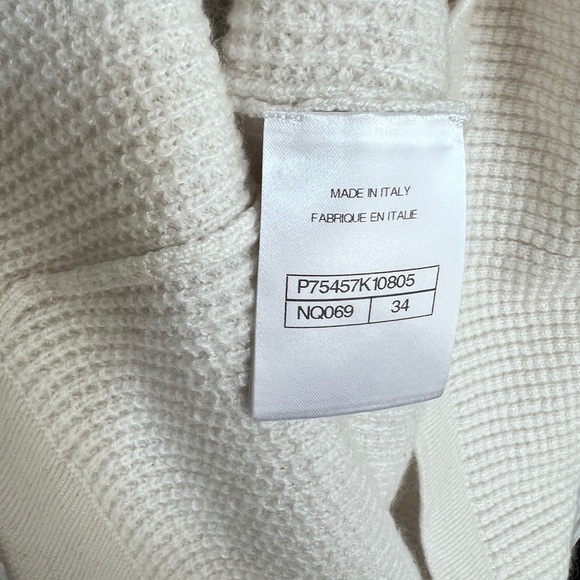 MADE IN ITALY
FABRIQUE EN ITALIE
P75457K10805
NQ069 34